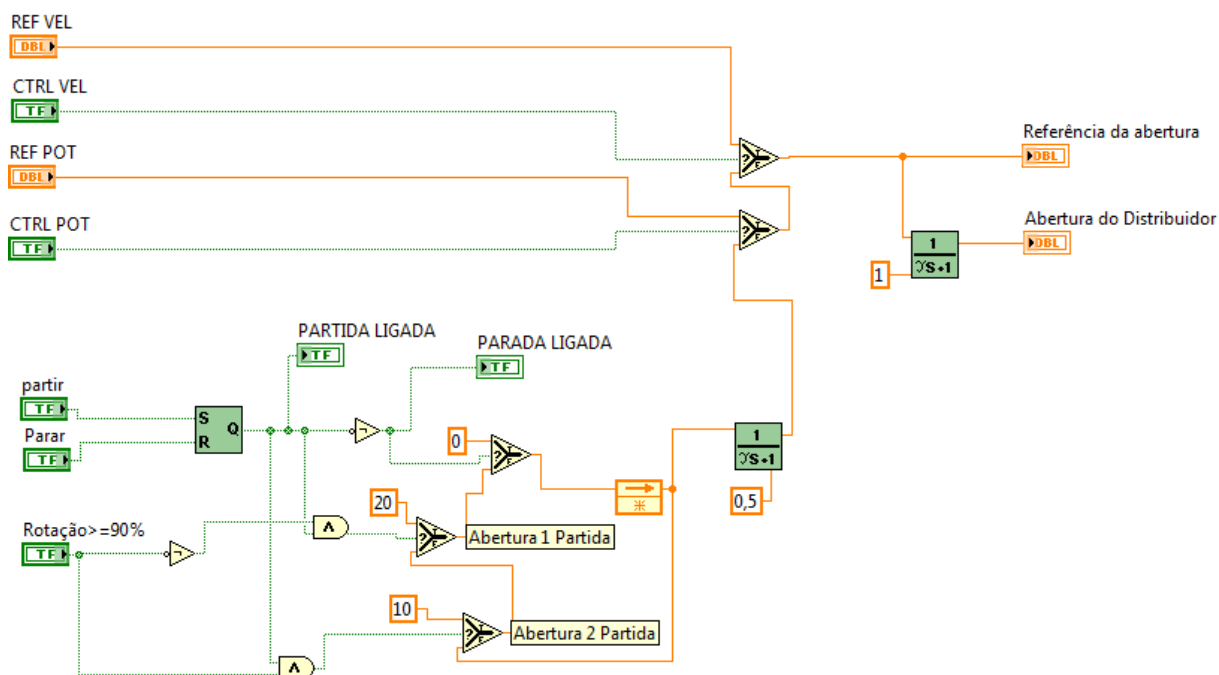 REF VEL
DBL
CTRL VEL
TF
REF POT
DBL
CTRL POT
TF
Referência da abertura
DBL
Abertura do Distribuidor
DBL
? T F
? T F
1
1
τS+1
PARTIDA LIGADA
TF
PARADA LIGADA
TF
partir
TF
Parar
TF
S Q
R
¬
0
? T F
1
τS+1
0,5
20
? T F
Abertura 1 Partida
Rotação>=90%
TF
¬
∧
10
? T F
Abertura 2 Partida
∧